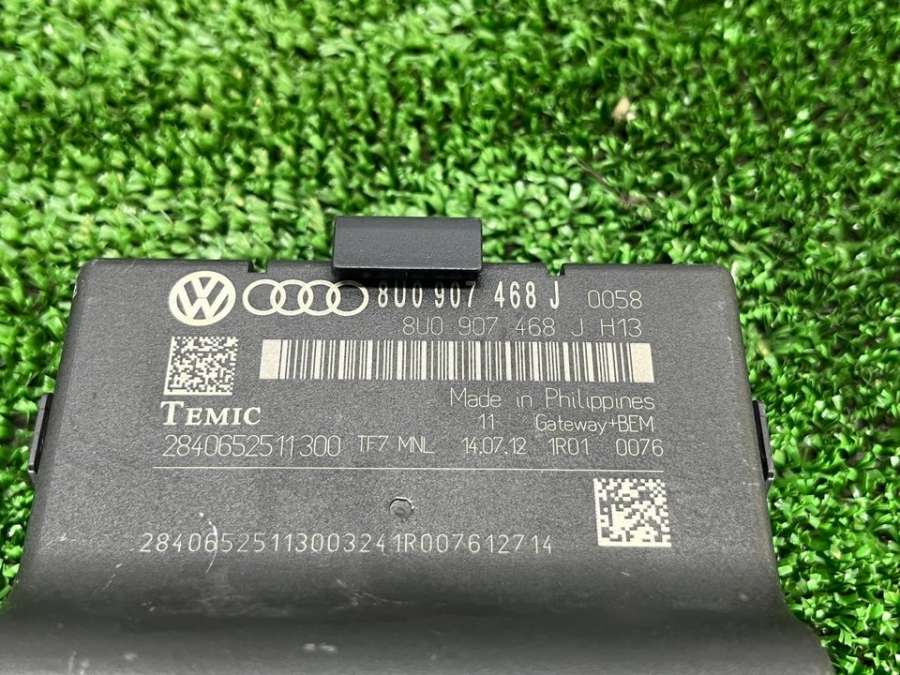 8U0 907 468 J 0058
8U0 907 468 J H13
Made in Philippines
TEMIC 11 Gateway+BEM
2840652511300 TF7 MNL 14.07.12 1R01 0076
28406525113003241R007612714